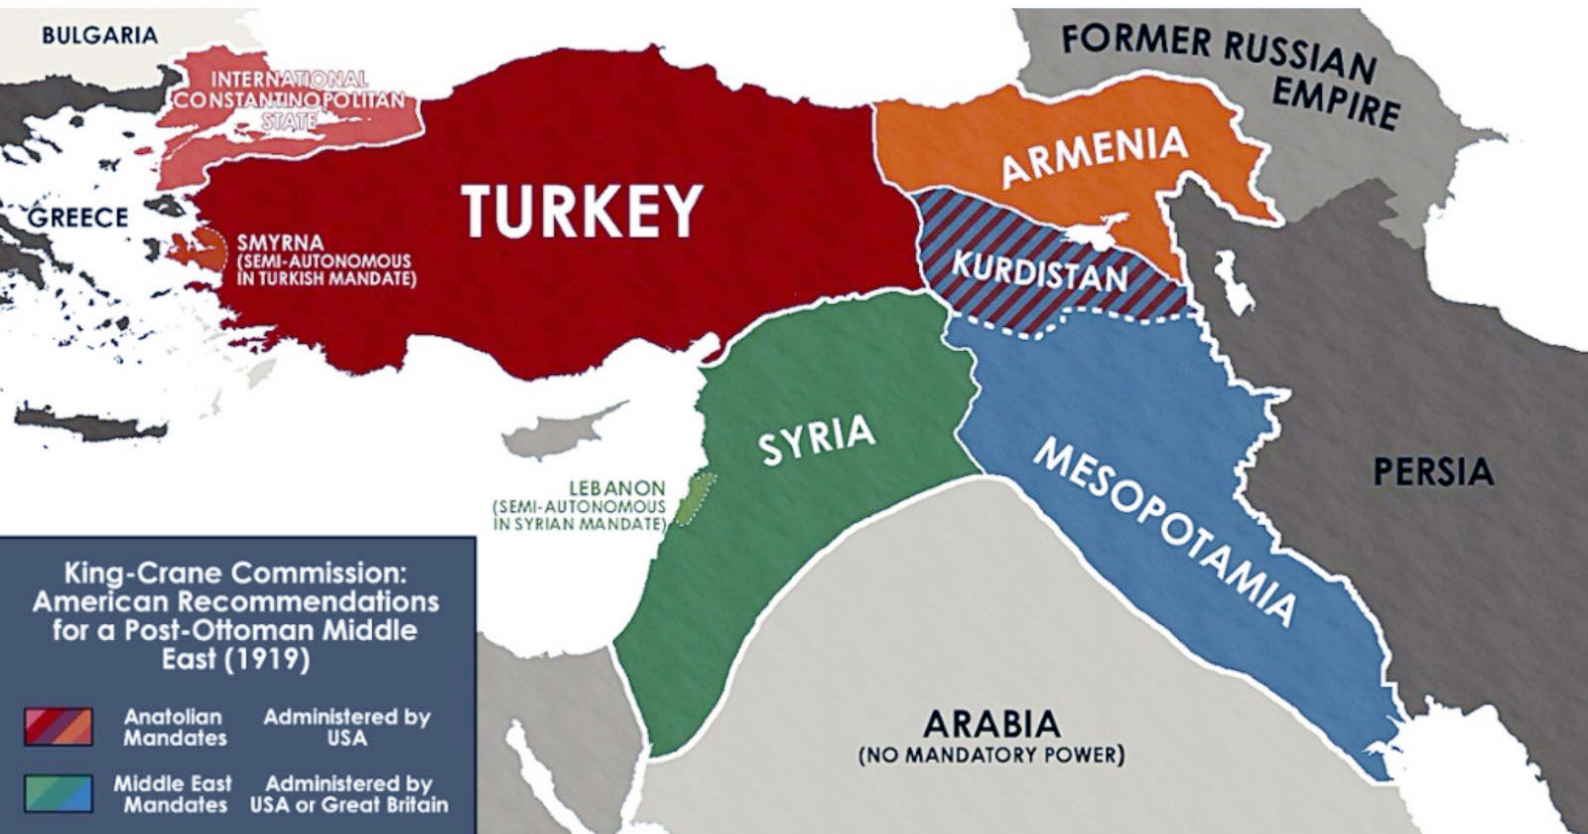 BULGARIA
INTERNATIONAL
CONSTANTINOPOLITAN
STATE
FORMER RUSSIAN
EMPIRE
ARMENIA
TURKEY
GREECE
SMYRNA
(SEMI-AUTONOMOUS
IN TURKISH MANDATE)
KURDISTAN
SYRIA
MESOPOTAMIA
PERSIA
LEBANON
(SEMI-AUTONOMOUS
IN SYRIAN MANDATE)
ARABIA
(NO MANDATORY POWER)
King-Crane Commission:
American Recommendations
for a Post-Ottoman Middle
East (1919)
Anatolian Administered by
Mandates USA
Middle East Administered by
Mandates USA or Great Britain